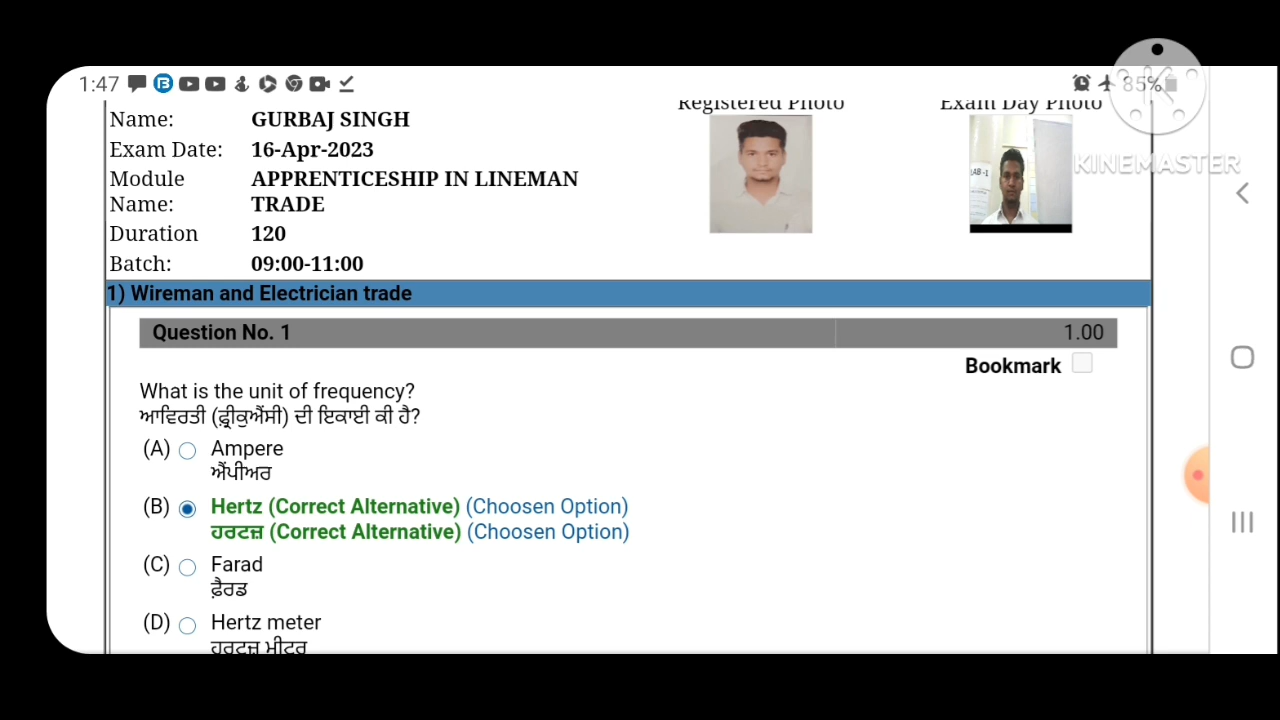 1:47
85%
KINEMASTER
Registered Photo Exam Day Photo
Name: GURBAJ SINGH
Exam Date: 16-Apr-2023
Module APPRENTICESHIP IN LINEMAN
Name: TRADE
Duration 120
Batch: 09:00-11:00
LAB -1
1) Wireman and Electrician trade
Question No. 1 1.00
Bookmark
What is the unit of frequency?
ਆਵਿਰਤੀ (ਫ਼੍ਰੀਕੁਐਂਸੀ) ਦੀ ਇਕਾਈ ਕੀ ਹੈ?
(A) Ampere
ਐਂਪੀਅਰ
(B) Hertz (Correct Alternative) (Choosen Option)
ਹਰਟਜ਼ (Correct Alternative) (Choosen Option)
(C) Farad
ਫ਼ੈਰਡ
(D) Hertz meter
ਹਰਟਜ਼ ਮੀਟਰ